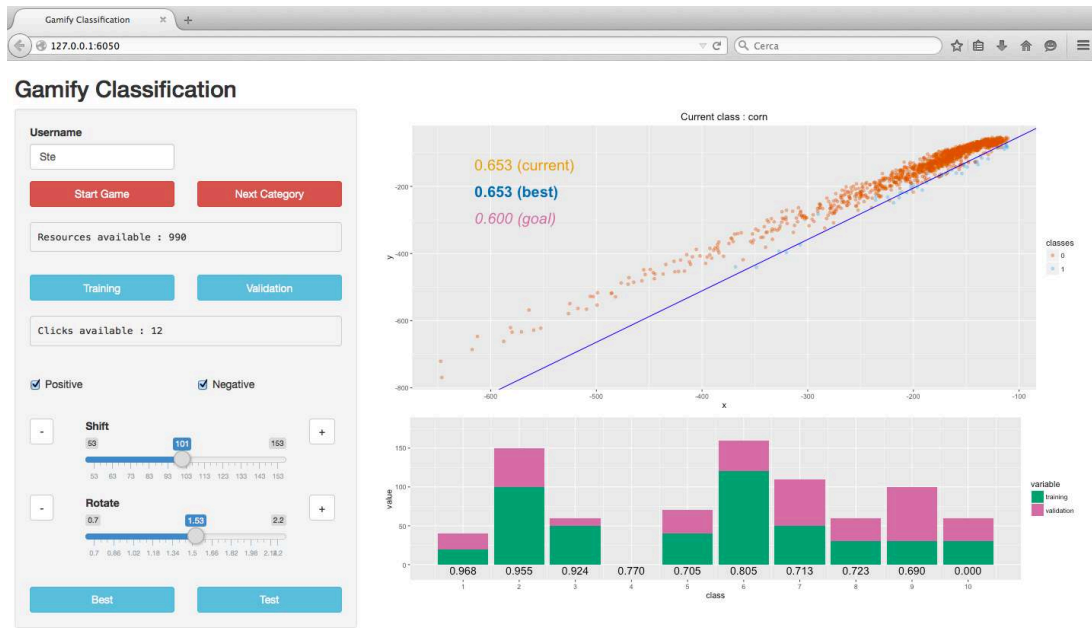 Gamify Classification
127.0.0.1:6050
Cerca
Gamify Classification
Username
Ste
Start Game
Next Category
Resources available : 990
Training
Validation
Clicks available : 12
Positive
Negative
Shift
-
+
53
101
153
53 63 73 83 93 103 113 123 133 143 153
Rotate
-
+
0.7
1.53
2.2
0.7 0.86 1.02 1.18 1.34 1.5 1.66 1.82 1.98 2.14 2.2
Best
Test
Current class : corn
0.653 (current)
0.653 (best)
0.600 (goal)
y
-200
-400
-600
-800
-600 -500 -400 -300 -200 -100
x
classes
0
1
value
150
100
50
0
0.968 0.955 0.924 0.770 0.705 0.805 0.713 0.723 0.690 0.000
1 2 3 4 5 6 7 8 9 10
class
variable
training
validation